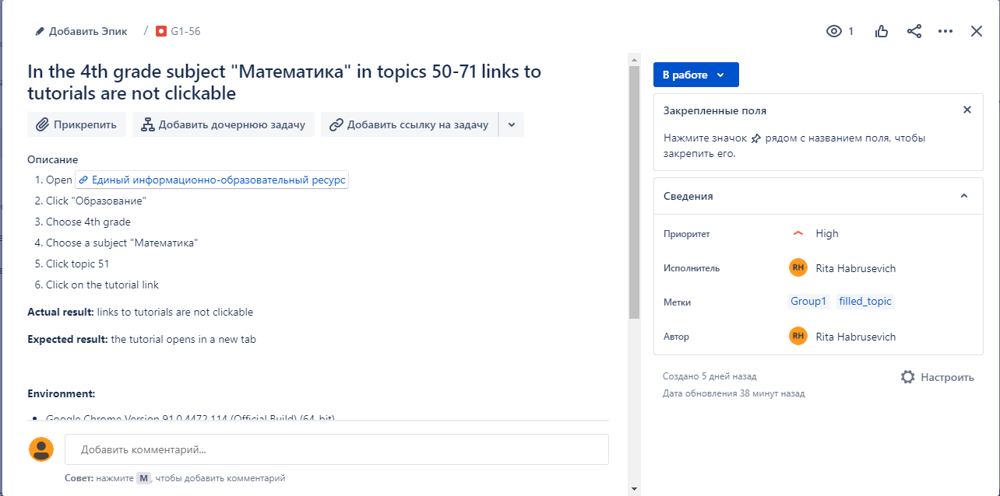 Добавить Эпик / G1-56
1
In the 4th grade subject "Математика" in topics 50-71 links to
tutorials are not clickable
Прикрепить
Добавить дочернюю задачу
Добавить ссылку на задачу
Описание
1. Open Единый информационно-образовательный ресурс
2. Click "Образование"
3. Choose 4th grade
4. Choose a subject "Математика"
5. Click topic 51
6. Click on the tutorial link
Actual result: links to tutorials are not clickable
Expected result: the tutorial opens in a new tab
Environment:
• Google Chrome Version 91.0.4472.114 (Official Build) (64-bit)
Добавить комментарий...
Совет: нажмите M, чтобы добавить комментарий
В работе
Закрепленные поля
Нажмите значок рядом с названием поля, чтобы
закрепить его.
Сведения
Приоритет High
Исполнитель RH Rita Habrusevich
Метки Group1 filled_topic
Автор RH Rita Habrusevich
Создано 5 дней назад
Настроить
Дата обновления 38 минут назад